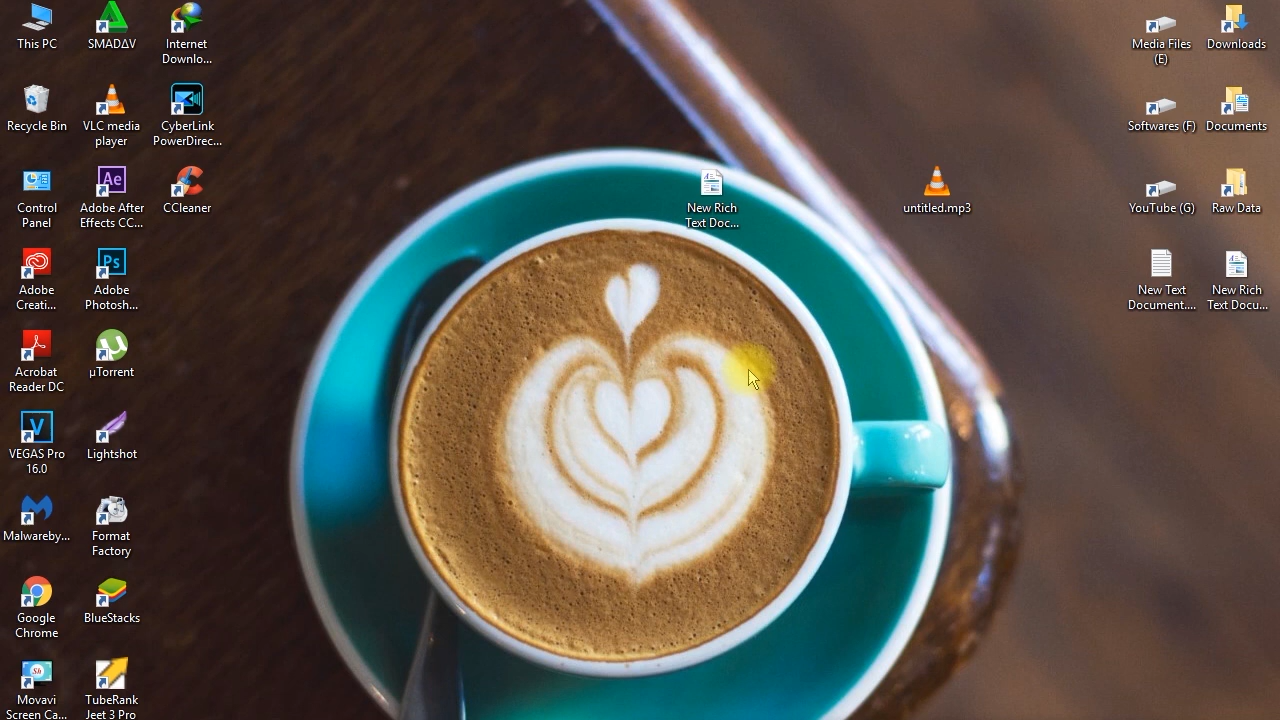 This PC
SMADΔV
Internet
Downlo...
Recycle Bin
VLC media
player
CyberLink
PowerDirec...
Control
Panel
Adobe After
Effects CC...
CCleaner
Adobe
Creati...
Adobe
Photosh...
Acrobat
Reader DC
µTorrent
VEGAS Pro
16.0
Lightshot
Malwareby...
Format
Factory
Google
Chrome
BlueStacks
Movavi
Screen Ca...
TubeRank
Jeet 3 Pro
New Rich
Text Doc...
untitled.mp3
Media Files
(E)
Downloads
Softwares (F)
Documents
YouTube (G)
Raw Data
New Text
Document....
New Rich
Text Docu...